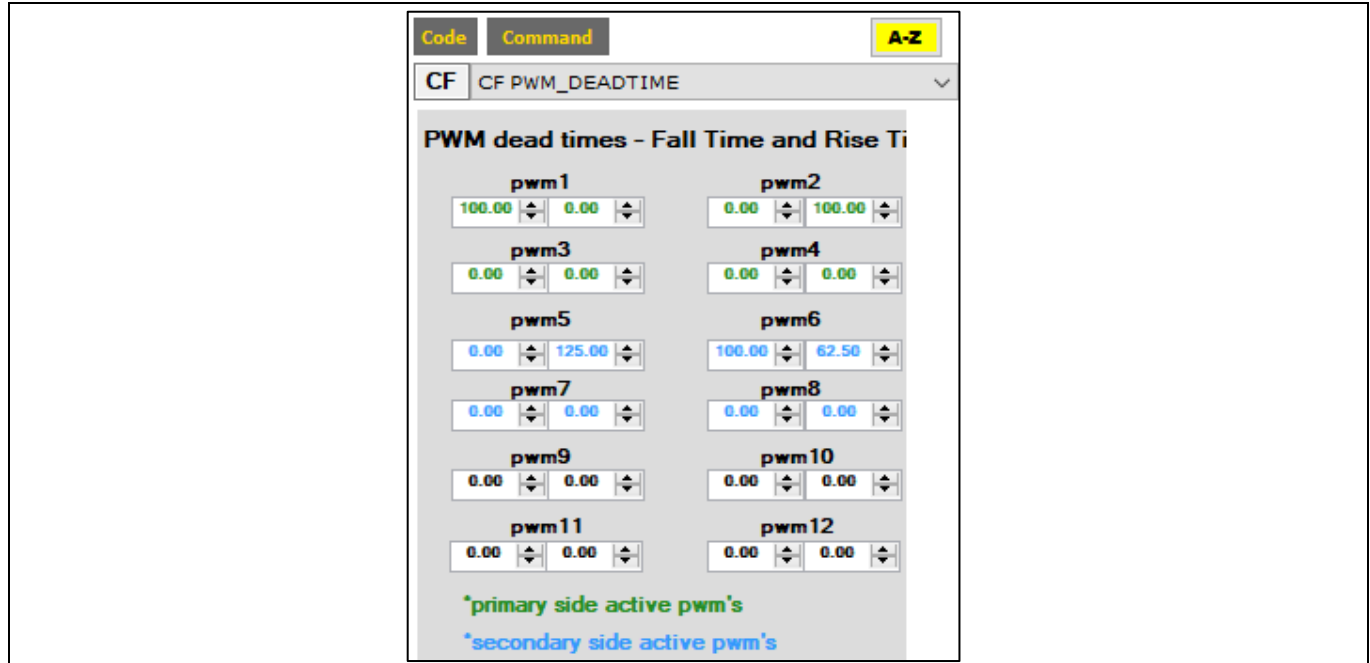 Code Command A-Z
CF CF PWM_DEADTIME
PWM dead times - Fall Time and Rise Ti
pwm1 pwm2
100.00 0.00 0.00 100.00
pwm3 pwm4
0.00 0.00 0.00 0.00
pwm5 pwm6
0.00 125.00 100.00 62.50
pwm7 pwm8
0.00 0.00 0.00 0.00
pwm9 pwm10
0.00 0.00 0.00 0.00
pwm11 pwm12
0.00 0.00 0.00 0.00
*primary side active pwm's
*secondary side active pwm's